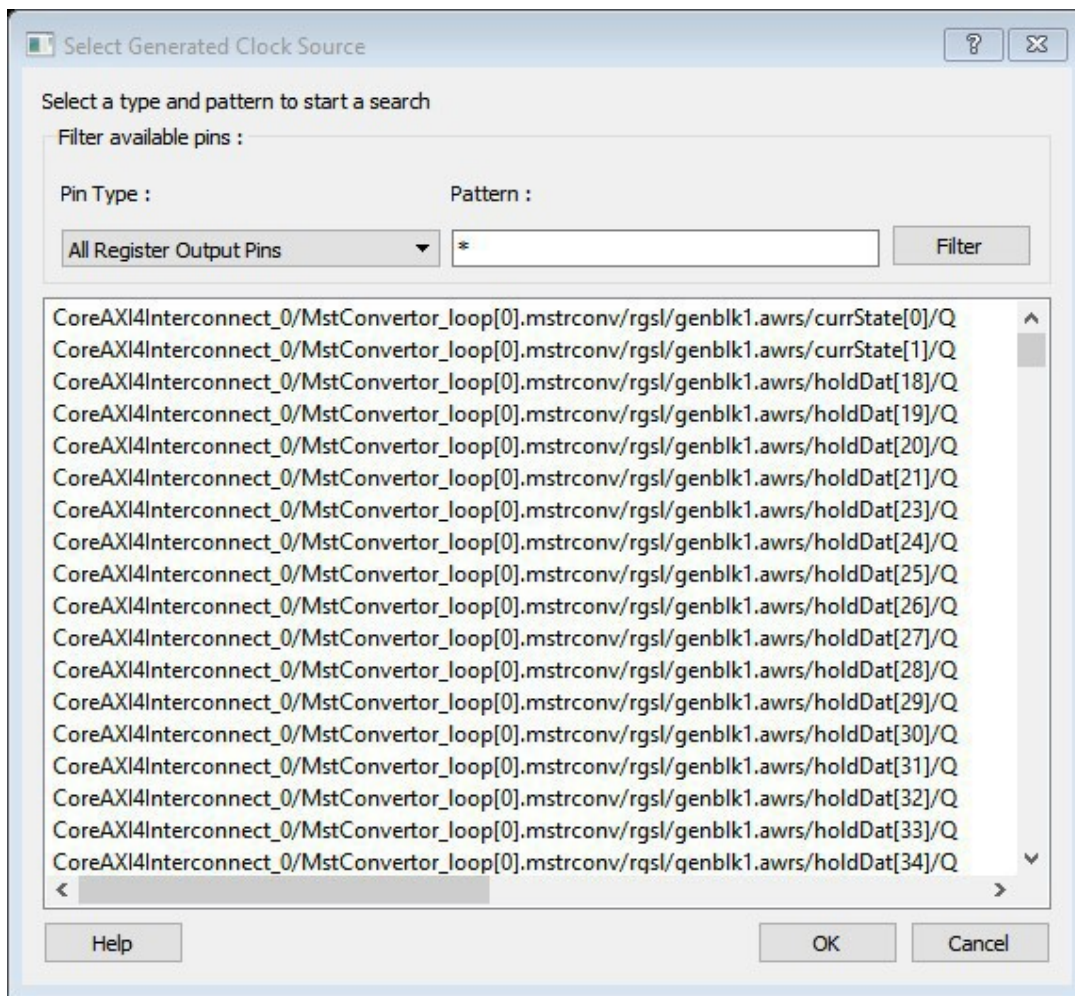 Select Generated Clock Source
Select a type and pattern to start a search
Filter available pins :
Pin Type : Pattern :
All Register Output Pins * Filter
CoreAXI4Interconnect_0/MstConvertor_loop[0].mstrconv/rgsl/genblk1.awrs/currState[0]/Q
CoreAXI4Interconnect_0/MstConvertor_loop[0].mstrconv/rgsl/genblk1.awrs/currState[1]/Q
CoreAXI4Interconnect_0/MstConvertor_loop[0].mstrconv/rgsl/genblk1.awrs/holdDat[18]/Q
CoreAXI4Interconnect_0/MstConvertor_loop[0].mstrconv/rgsl/genblk1.awrs/holdDat[19]/Q
CoreAXI4Interconnect_0/MstConvertor_loop[0].mstrconv/rgsl/genblk1.awrs/holdDat[20]/Q
CoreAXI4Interconnect_0/MstConvertor_loop[0].mstrconv/rgsl/genblk1.awrs/holdDat[21]/Q
CoreAXI4Interconnect_0/MstConvertor_loop[0].mstrconv/rgsl/genblk1.awrs/holdDat[23]/Q
CoreAXI4Interconnect_0/MstConvertor_loop[0].mstrconv/rgsl/genblk1.awrs/holdDat[24]/Q
CoreAXI4Interconnect_0/MstConvertor_loop[0].mstrconv/rgsl/genblk1.awrs/holdDat[25]/Q
CoreAXI4Interconnect_0/MstConvertor_loop[0].mstrconv/rgsl/genblk1.awrs/holdDat[26]/Q
CoreAXI4Interconnect_0/MstConvertor_loop[0].mstrconv/rgsl/genblk1.awrs/holdDat[27]/Q
CoreAXI4Interconnect_0/MstConvertor_loop[0].mstrconv/rgsl/genblk1.awrs/holdDat[28]/Q
CoreAXI4Interconnect_0/MstConvertor_loop[0].mstrconv/rgsl/genblk1.awrs/holdDat[29]/Q
CoreAXI4Interconnect_0/MstConvertor_loop[0].mstrconv/rgsl/genblk1.awrs/holdDat[30]/Q
CoreAXI4Interconnect_0/MstConvertor_loop[0].mstrconv/rgsl/genblk1.awrs/holdDat[31]/Q
CoreAXI4Interconnect_0/MstConvertor_loop[0].mstrconv/rgsl/genblk1.awrs/holdDat[32]/Q
CoreAXI4Interconnect_0/MstConvertor_loop[0].mstrconv/rgsl/genblk1.awrs/holdDat[33]/Q
CoreAXI4Interconnect_0/MstConvertor_loop[0].mstrconv/rgsl/genblk1.awrs/holdDat[34]/Q
Help OK Cancel